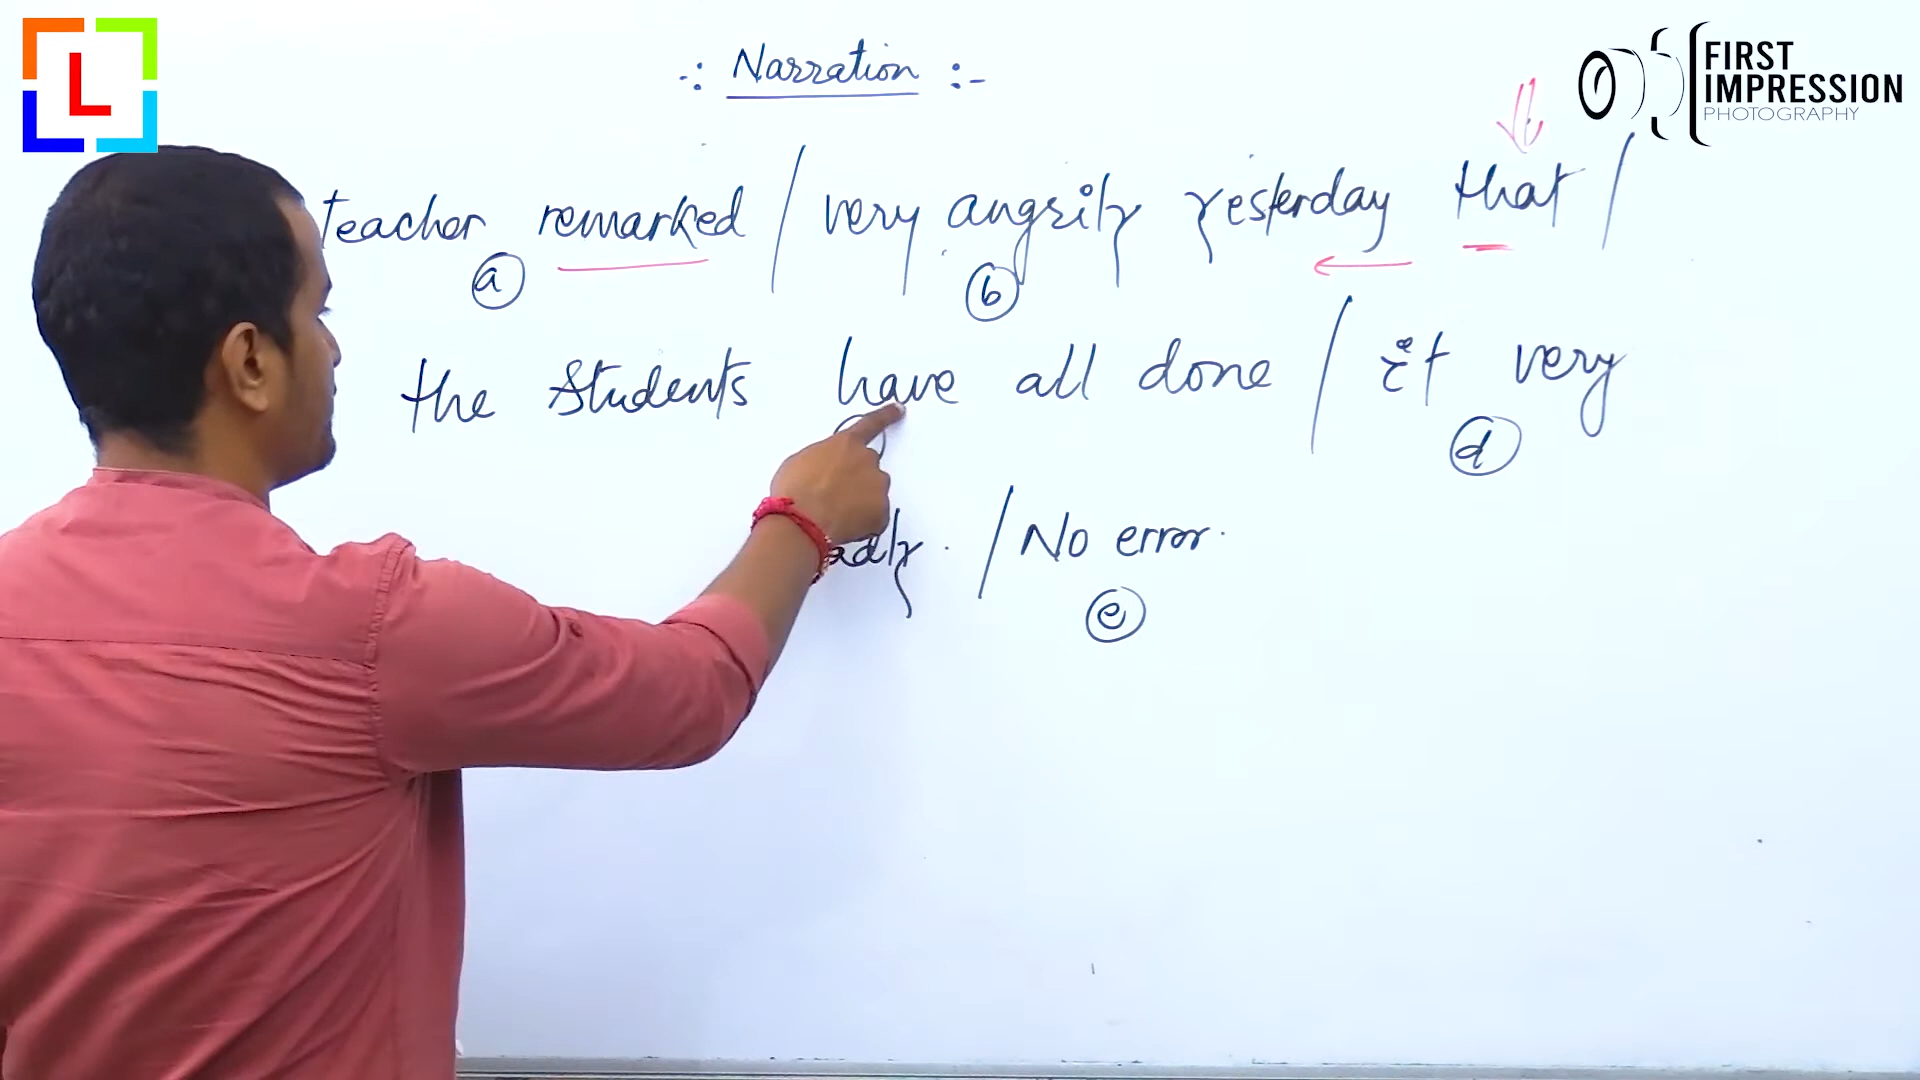 L
FIRST
IMPRESSION
PHOTOGRAPHY
-: Narration :-
teacher remarked / very angrily yesterday that /
a b
the students have all done / it very
d
adly. / No error.
e